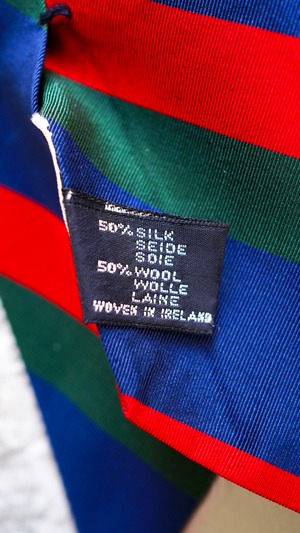 50% SILK
SEIDE
SOIE
50% WOOL
WOLLE
LAINE
WOVEN IN IRELAND